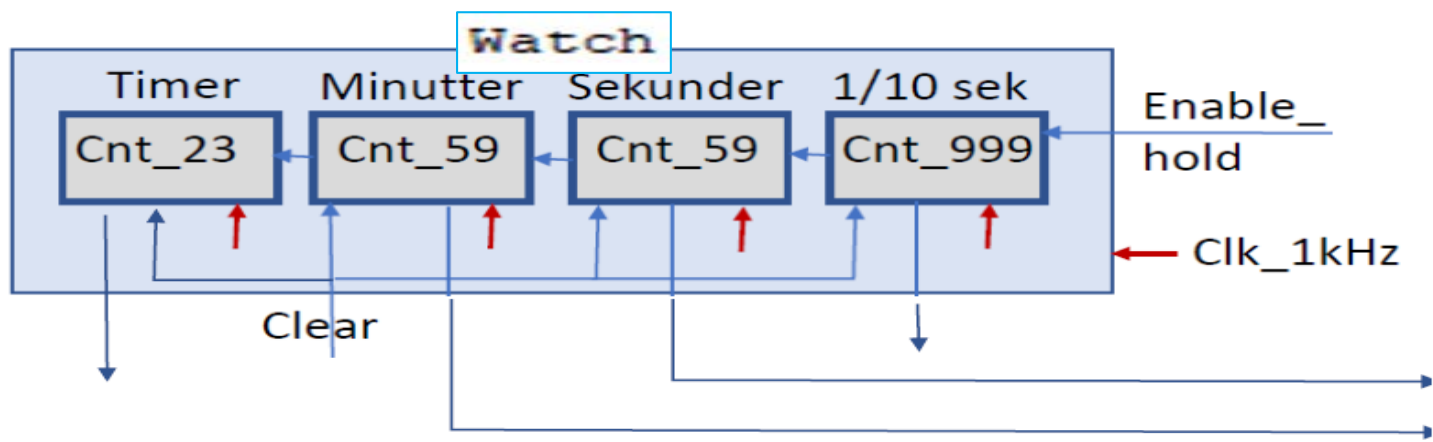 Watch
Timer Minutter Sekunder 1/10 sek
Cnt_23 Cnt_59 Cnt_59 Cnt_999
Enable_
hold
Clk_1kHz
Clear